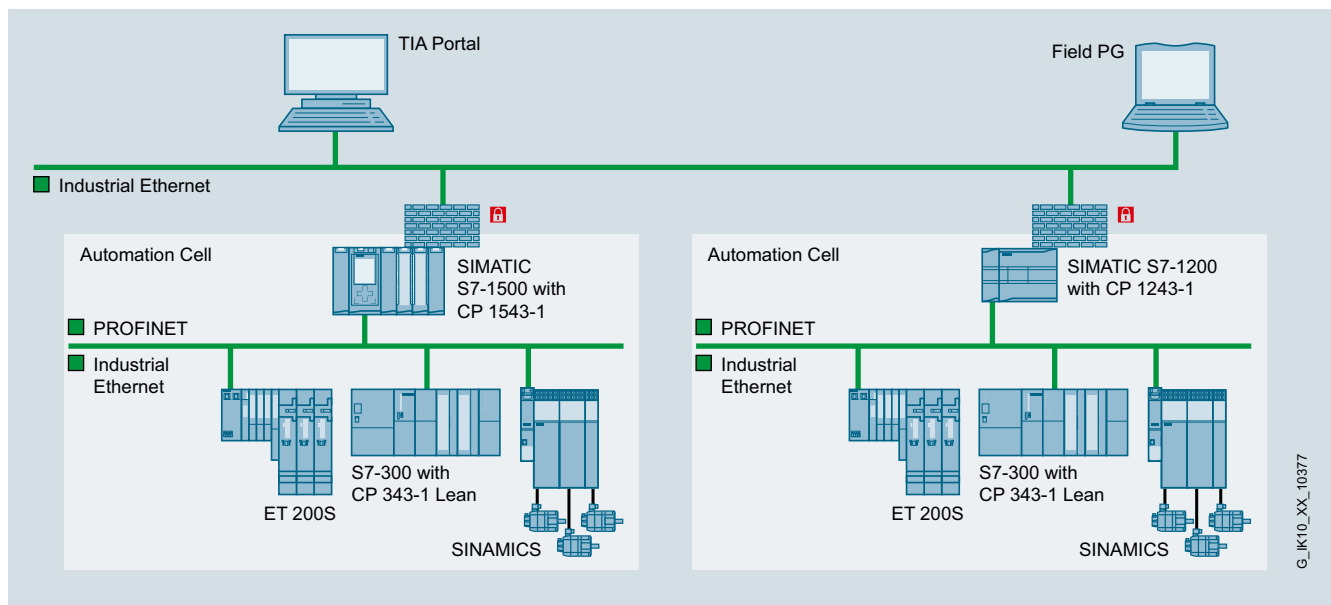 TIA Portal
Field PG
Industrial Ethernet
Automation Cell
SIMATIC
S7-1500 with
CP 1543-1
PROFINET
Industrial
Ethernet
ET 200S
S7-300 with
CP 343-1 Lean
SINAMICS
Automation Cell
SIMATIC S7-1200
with CP 1243-1
PROFINET
Industrial
Ethernet
ET 200S
S7-300 with
CP 343-1 Lean
SINAMICS
G_IK10_XX_10377